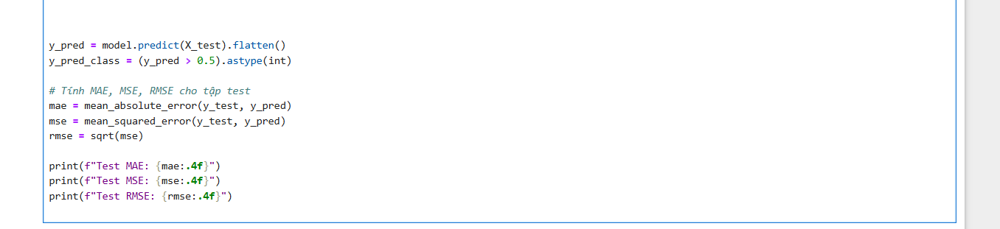 y_pred = model.predict(X_test).flatten()
y_pred_class = (y_pred > 0.5).astype(int)
# Tính MAE, MSE, RMSE cho tập test
mae = mean_absolute_error(y_test, y_pred)
mse = mean_squared_error(y_test, y_pred)
rmse = sqrt(mse)
print(f"Test MAE: {mae:.4f}")
print(f"Test MSE: {mse:.4f}")
print(f"Test RMSE: {rmse:.4f}")